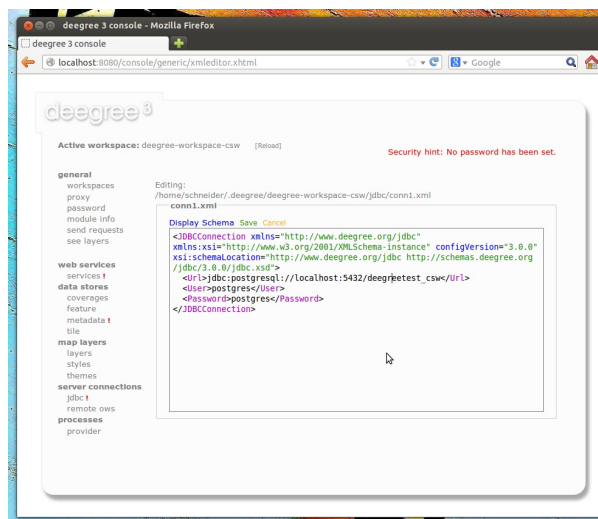 deegree 3 console - Mozilla Firefox
deegree 3 console
localhost:8080/console/generic/xmleditor.xhtml
Google
deegree 3
Active workspace: deegree-workspace-csw [Reload]
Security hint: No password has been set.
general
workspaces
proxy
password
module info
send requests
see layers
web services
services !
data stores
coverages
feature
metadata !
tile
map layers
layers
styles
themes
server connections
jdbc !
remote ows
processes
provider
Editing:
/home/schneider/.deegree/deegree-workspace-csw/jdbc/conn1.xml
conn1.xml
Display Schema Save Cancel
<JDBCConnection xmlns="http://www.deegree.org/jdbc"
xmlns:xsi="http://www.w3.org/2001/XMLSchema-instance" configVersion="3.0.0"
xsi:schemaLocation="http://www.deegree.org/jdbc http://schemas.deegree.org
/jdbc/3.0.0/jdbc.xsd">
<Url>jdbc:postgresql://localhost:5432/deegreetest_csw</Url>
<User>postgres</User>
<Password>postgres</Password>
</JDBCConnection>